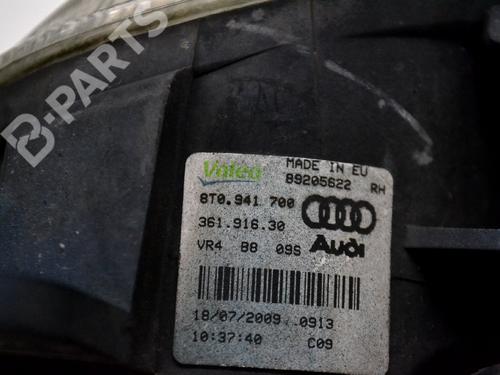 B-PARTS
Valeo MADE IN EU
89205622 RH
8T0.941 700
361.916.30
VR4 B8 09S Audi
18/07/2009 0913
10:37:40 C09